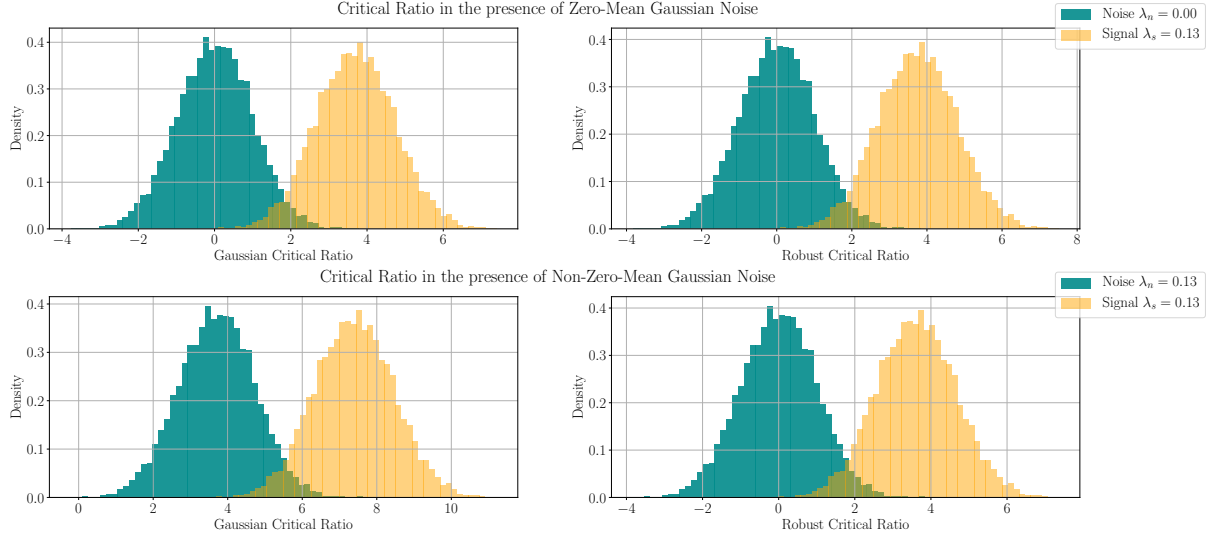 Critical Ratio in the presence of Zero-Mean Gaussian Noise
Noise λₙ = 0.00
Signal λₛ = 0.13
Density
0.4
0.3
0.2
0.1
0.0
−4 −2 0 2 4 6
Gaussian Critical Ratio
Density
0.4
0.3
0.2
0.1
0.0
−4 −2 0 2 4 6 8
Robust Critical Ratio
Critical Ratio in the presence of Non-Zero-Mean Gaussian Noise
Noise λₙ = 0.13
Signal λₛ = 0.13
Density
0.4
0.3
0.2
0.1
0.0
0 2 4 6 8 10
Gaussian Critical Ratio
Density
0.4
0.3
0.2
0.1
0.0
−4 −2 0 2 4 6
Robust Critical Ratio